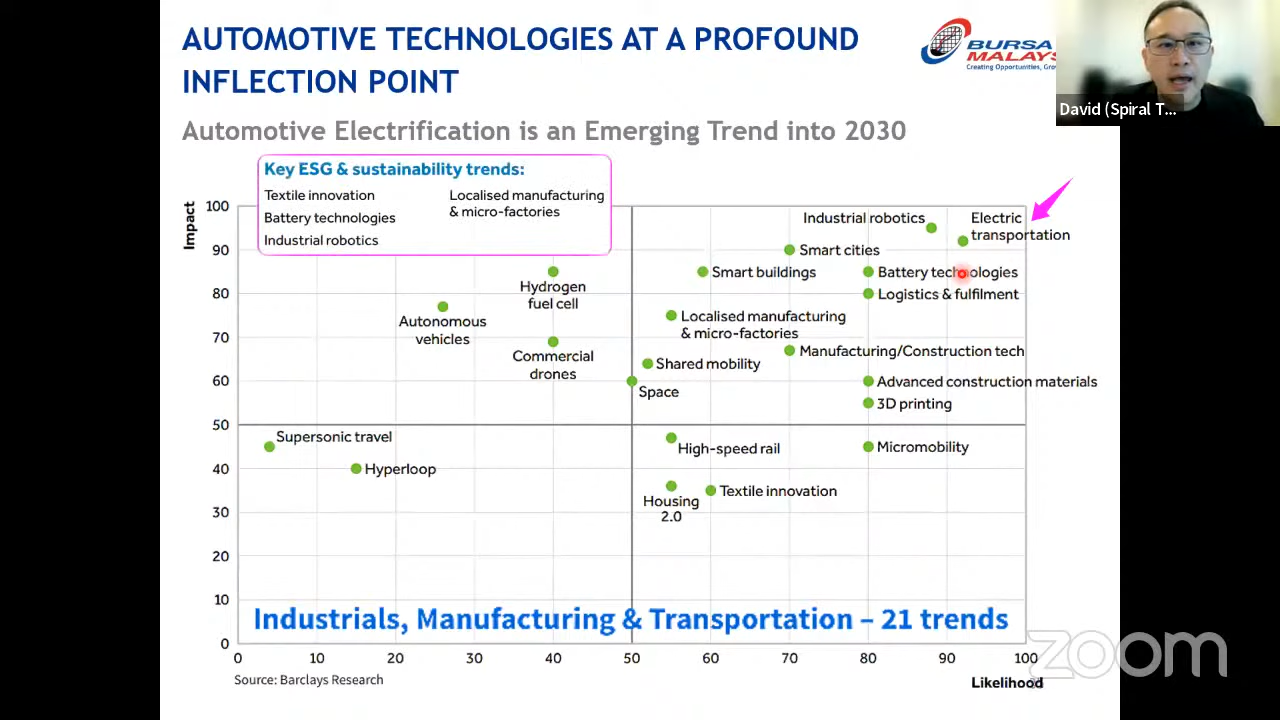 AUTOMOTIVE TECHNOLOGIES AT A PROFOUND
INFLECTION POINT
BURSA
MALAYS
Creating Opportunities, Grow
David (Spiral T...
Automotive Electrification is an Emerging Trend into 2030
Key ESG & sustainability trends:
Textile innovation
Battery technologies
Industrial robotics
Localised manufacturing
& micro-factories
Impact
100
90
80
70
60
50
40
30
20
10
0
Industrial robotics
Electric
transportation
Smart cities
Smart buildings
Battery technologies
Hydrogen
fuel cell
Logistics & fulfilment
Autonomous
vehicles
Localised manufacturing
& micro-factories
Commercial
drones
Manufacturing/Construction tech
Shared mobility
Space
Advanced construction materials
3D printing
Supersonic travel
Hyperloop
High-speed rail
Micromobility
Housing
2.0
Textile innovation
Industrials, Manufacturing & Transportation – 21 trends
0 10 20 30 40 50 60 70 80 90 100
Source: Barclays Research
Likelihood
zoom